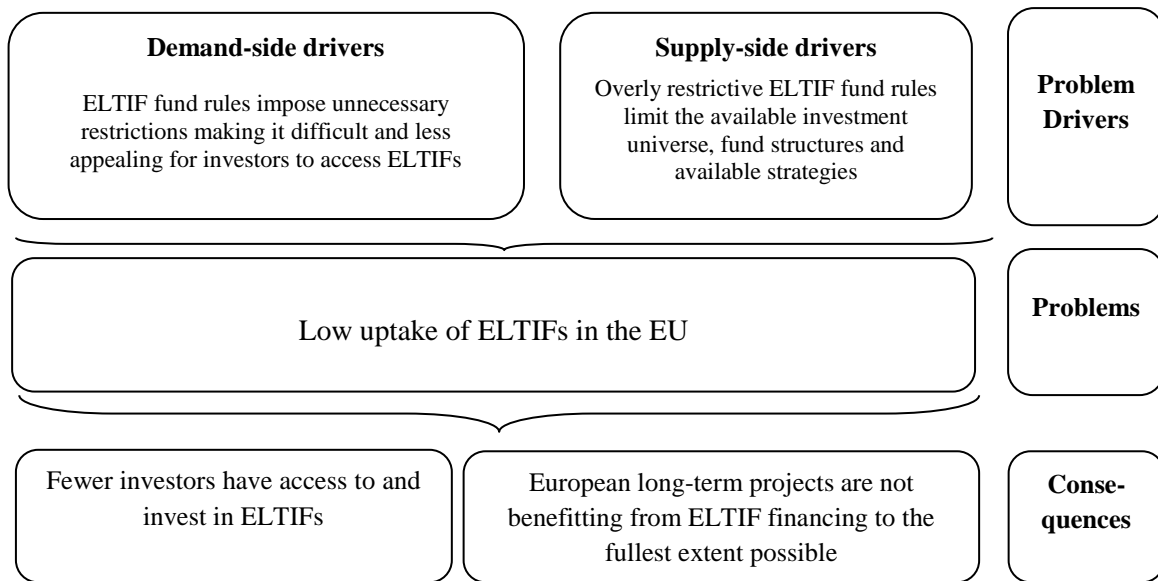 Demand-side drivers
ELTIF fund rules impose unnecessary
restrictions making it difficult and less
appealing for investors to access ELTIFs
Supply-side drivers
Overly restrictive ELTIF fund rules
limit the available investment
universe, fund structures and
available strategies
Problem
Drivers
Low uptake of ELTIFs in the EU
Problems
Fewer investors have access to and
invest in ELTIFs
European long-term projects are not
benefitting from ELTIF financing to the
fullest extent possible
Conse-
quences